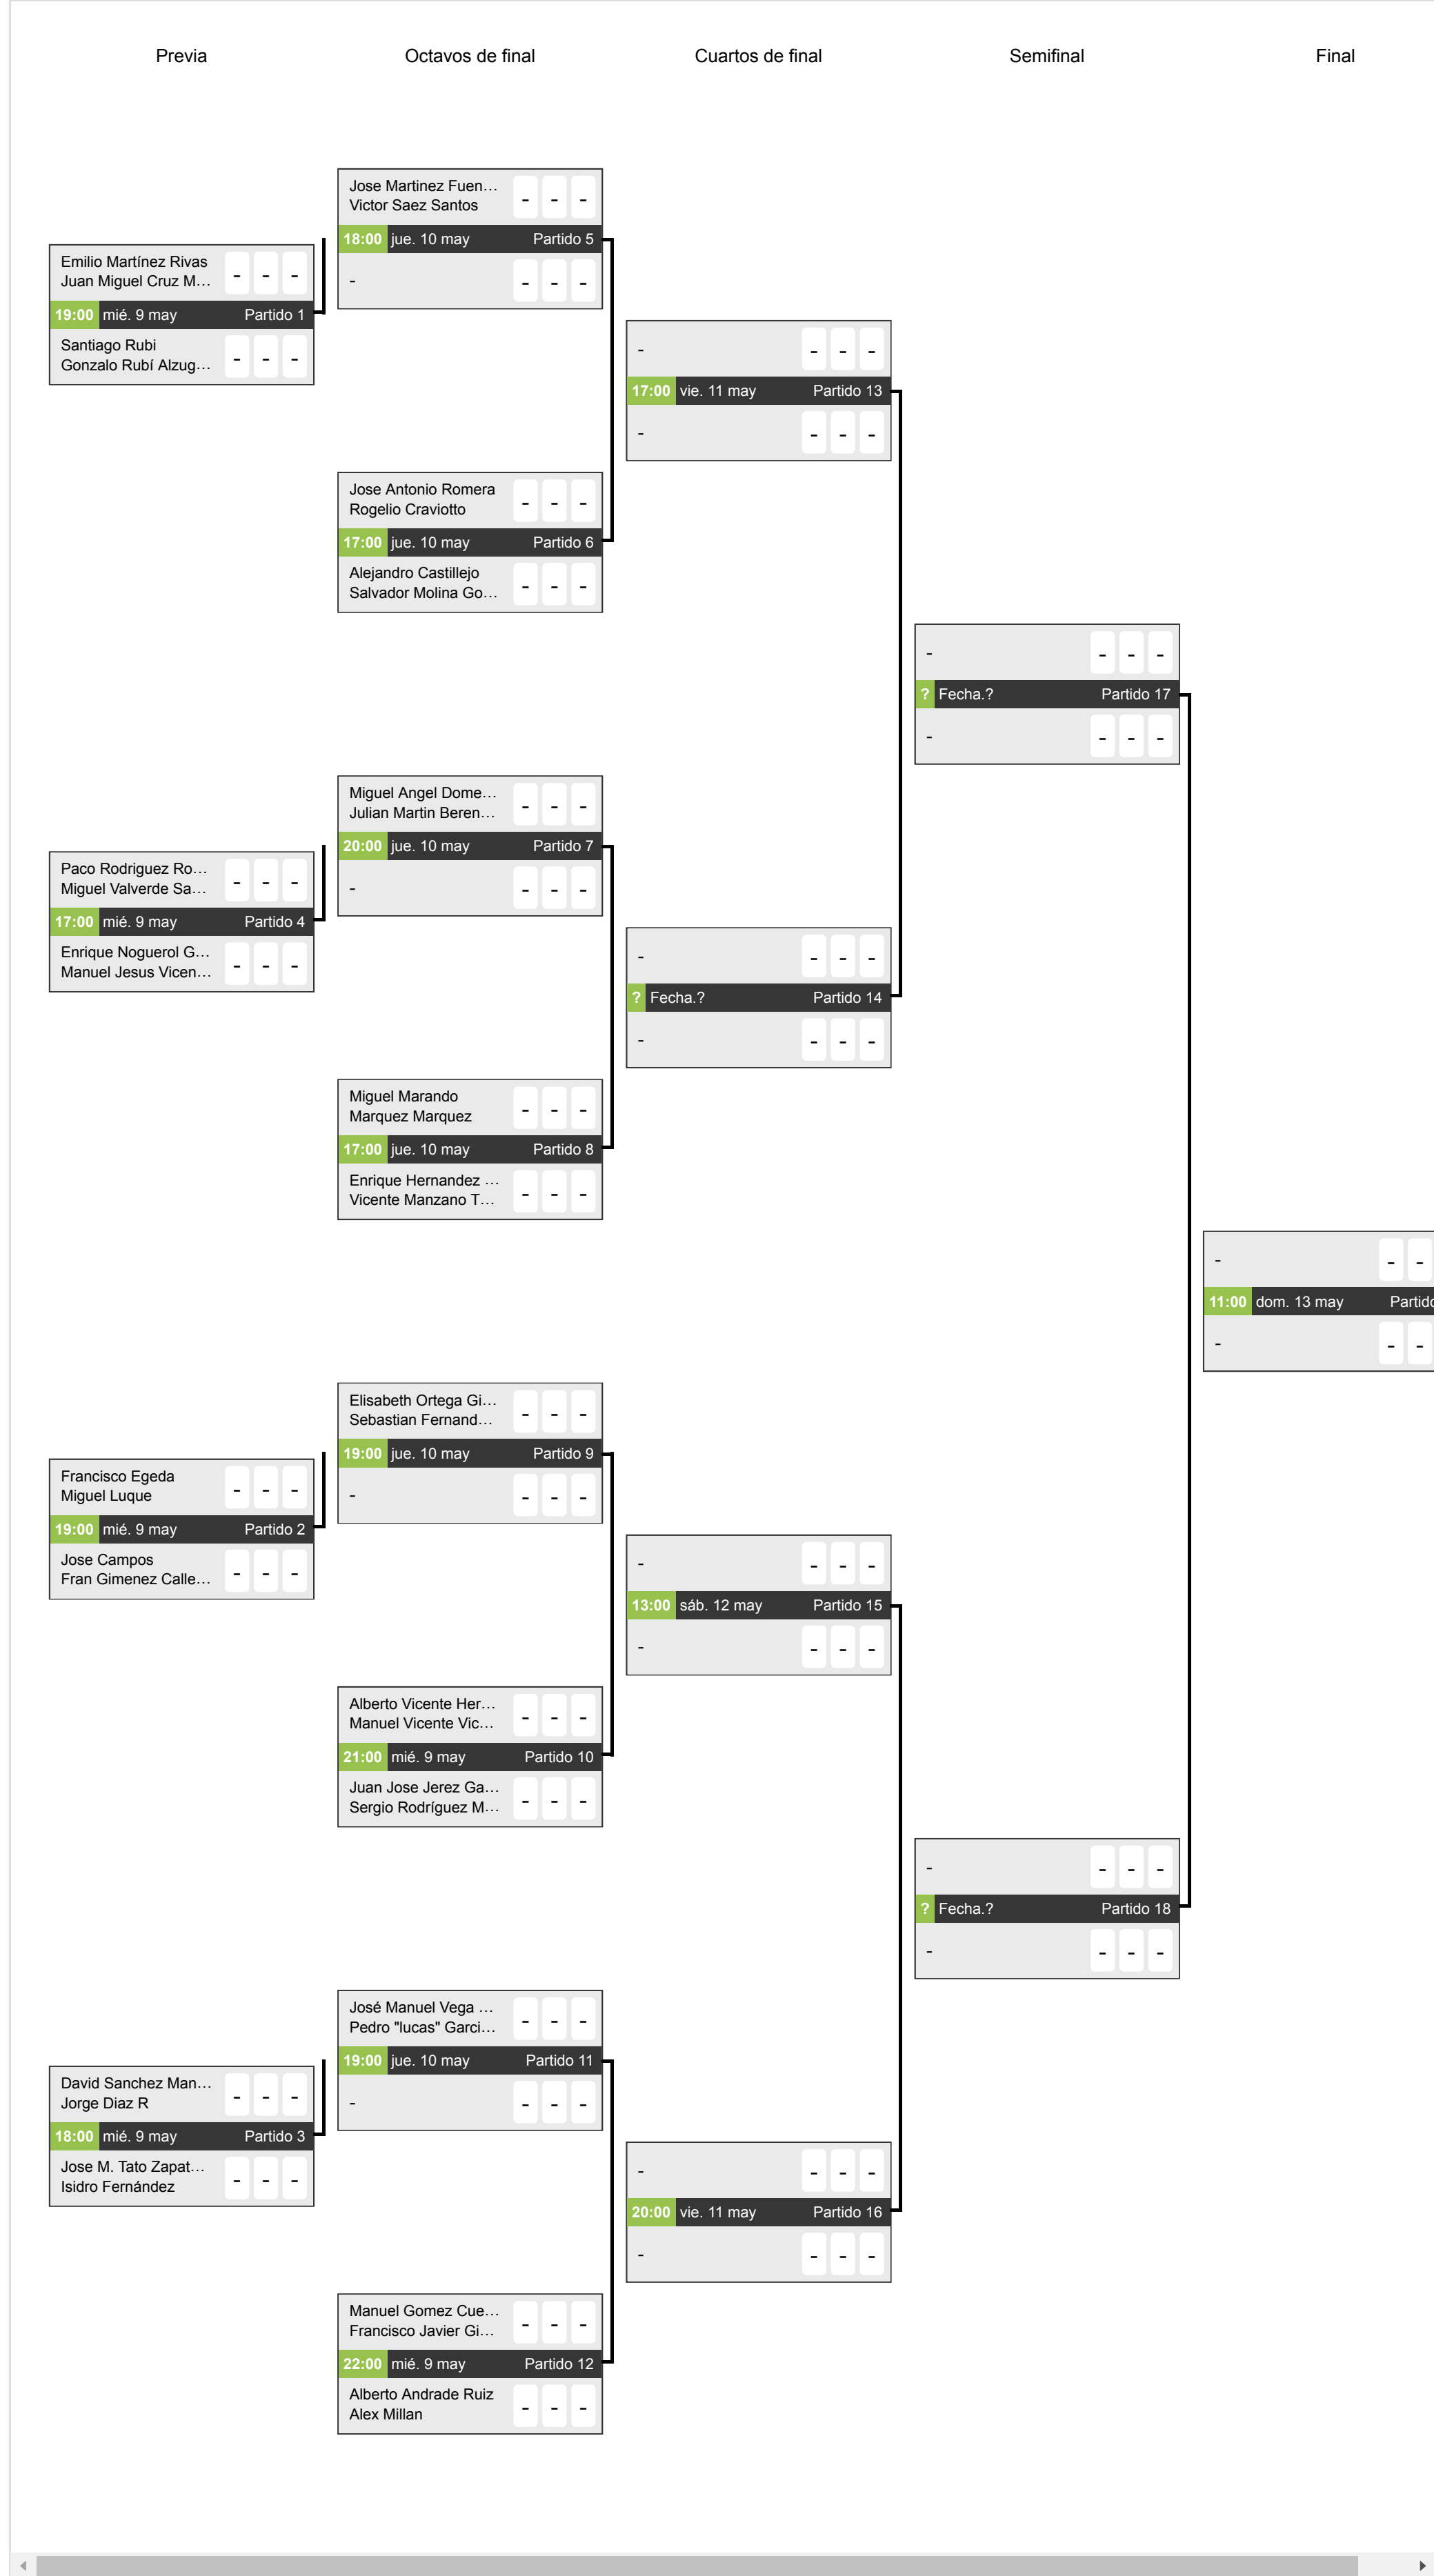 Previa
Octavos de final
Cuartos de final
Semifinal
Final
Emilio Martínez Rivas
Juan Miguel Cruz M…
- - -
19:00 mié. 9 may Partido 1
Santiago Rubi
Gonzalo Rubí Alzug…
- - -
Paco Rodriguez Ro…
Miguel Valverde Sa…
- - -
17:00 mié. 9 may Partido 4
Enrique Noguerol G…
Manuel Jesus Vicen…
- - -
Francisco Egeda
Miguel Luque
- - -
19:00 mié. 9 may Partido 2
Jose Campos
Fran Gimenez Calle…
- - -
David Sanchez Man…
Jorge Diaz R
- - -
18:00 mié. 9 may Partido 3
Jose M. Tato Zapat…
Isidro Fernández
- - -
Jose Martinez Fuen…
Victor Saez Santos
- - -
18:00 jue. 10 may Partido 5
- - - -
Jose Antonio Romera
Rogelio Craviotto
- - -
17:00 jue. 10 may Partido 6
Alejandro Castillejo
Salvador Molina Go…
- - -
Miguel Angel Dome…
Julian Martin Beren…
- - -
20:00 jue. 10 may Partido 7
- - - -
Miguel Marando
Marquez Marquez
- - -
17:00 jue. 10 may Partido 8
Enrique Hernandez …
Vicente Manzano T…
- - -
Elisabeth Ortega Gi…
Sebastian Fernand…
- - -
19:00 jue. 10 may Partido 9
- - - -
Alberto Vicente Her…
Manuel Vicente Vic…
- - -
21:00 mié. 9 may Partido 10
Juan Jose Jerez Ga…
Sergio Rodríguez M…
- - -
José Manuel Vega …
Pedro "lucas" Garci…
- - -
19:00 jue. 10 may Partido 11
- - - -
Manuel Gomez Cue…
Francisco Javier Gi…
- - -
22:00 mié. 9 may Partido 12
Alberto Andrade Ruiz
Alex Millan
- - -
- - - -
17:00 vie. 11 may Partido 13
- - - -
- - - -
? Fecha.? Partido 14
- - - -
- - - -
13:00 sáb. 12 may Partido 15
- - - -
- - - -
20:00 vie. 11 may Partido 16
- - - -
- - - -
? Fecha.? Partido 17
- - - -
- - - -
? Fecha.? Partido 18
- - - -
- - -
11:00 dom. 13 may Partido
- - -